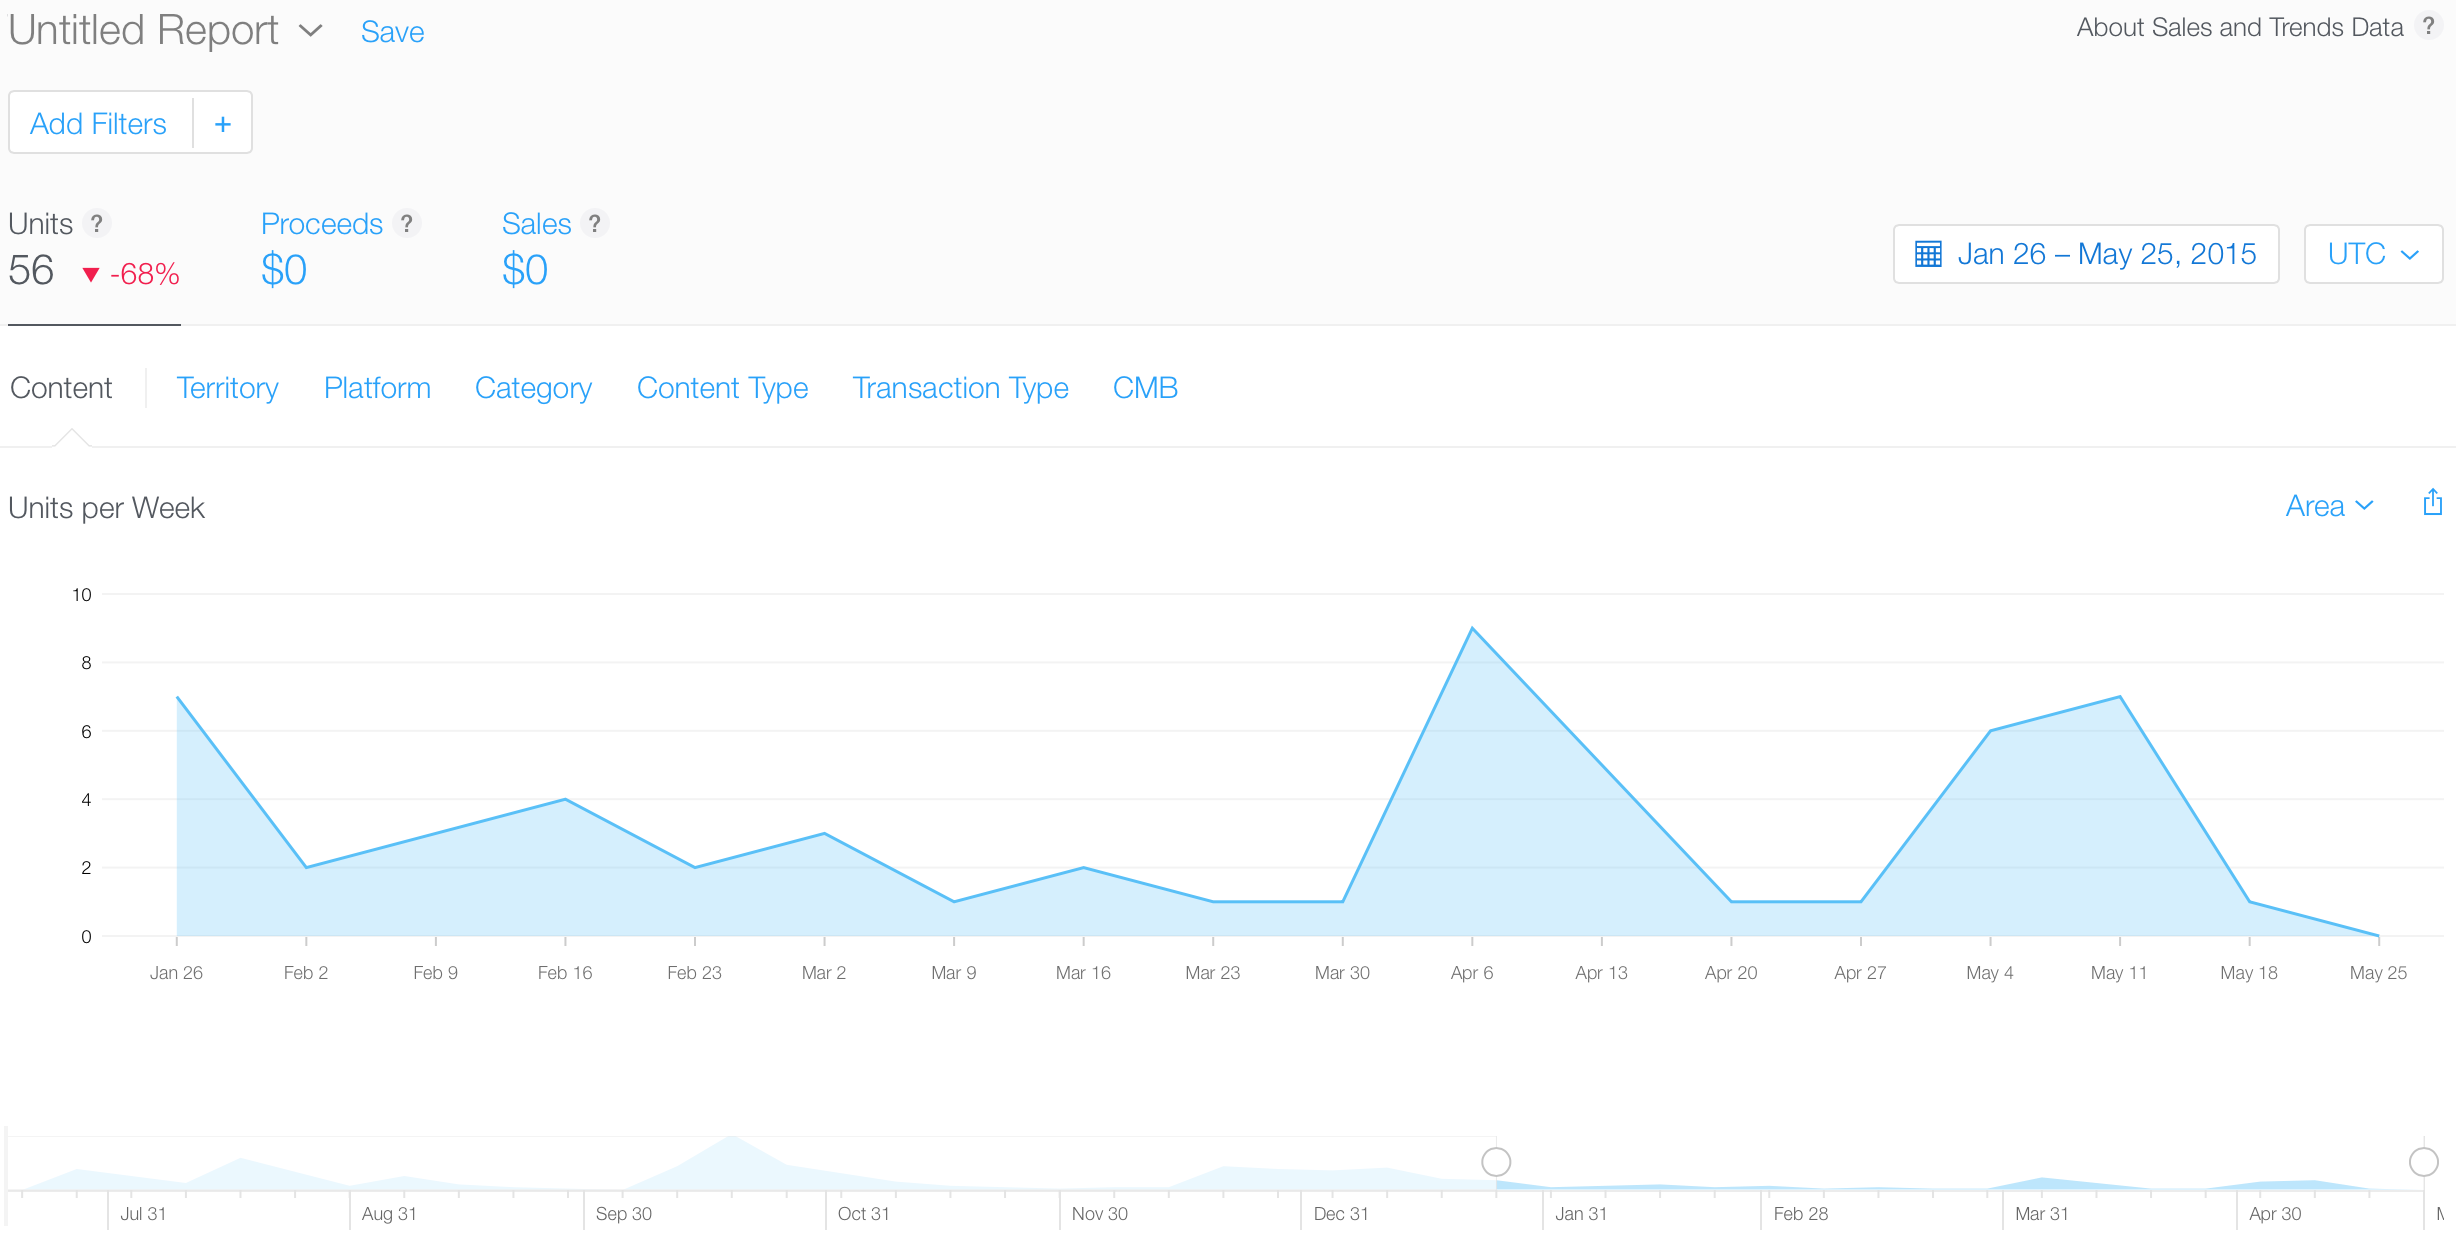 Untitled Report Save About Sales and Trends Data ?
Add Filters +
Units ? Proceeds ? Sales ?
56 ▼ -68% $0 $0 Jan 26 – May 25, 2015 UTC
Content Territory Platform Category Content Type Transaction Type CMB
Units per Week Area
10
8
6
4
2
0
Jan 26 Feb 2 Feb 9 Feb 16 Feb 23 Mar 2 Mar 9 Mar 16 Mar 23 Mar 30 Apr 6 Apr 13 Apr 20 Apr 27 May 4 May 11 May 18 May 25
Jul 31 Aug 31 Sep 30 Oct 31 Nov 30 Dec 31 Jan 31 Feb 28 Mar 31 Apr 30